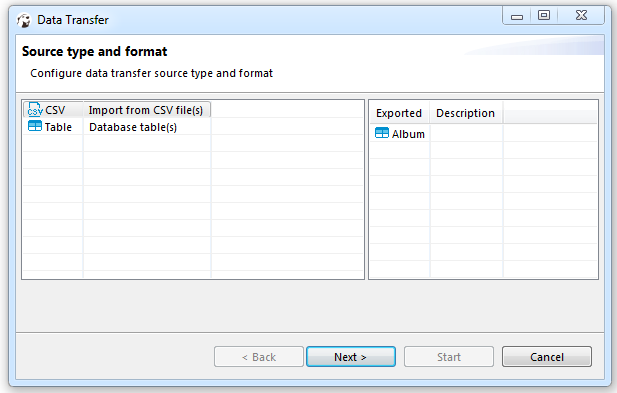 Data Transfer
Source type and format
Configure data transfer source type and format
CSV Import from CSV file(s)
Table Database table(s)
Exported Description
Album
< Back Next > Start Cancel